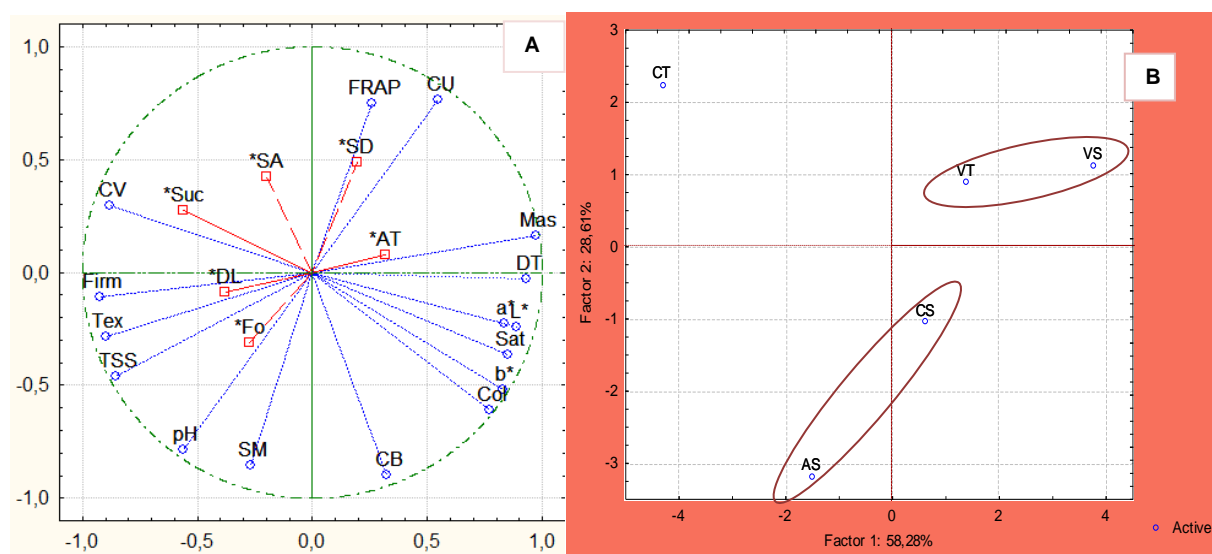 A
1,0
0,5
0,0
-0,5
-1,0
-1,0
-0,5
0,0
0,5
1,0
FRAP
CU
*SD
*SA
*Suc
CV
*AT
Mas
DT
*DL
Firm
a*
L*
Tex
*Fo
Sat
TSS
b*
Col
pH
SM
CB
B
3
2
1
0
-1
-2
-3
-4
-2
0
2
4
CT
VS
VT
CS
AS
Factor 2: 28,61%
Factor 1: 58,28%
Active